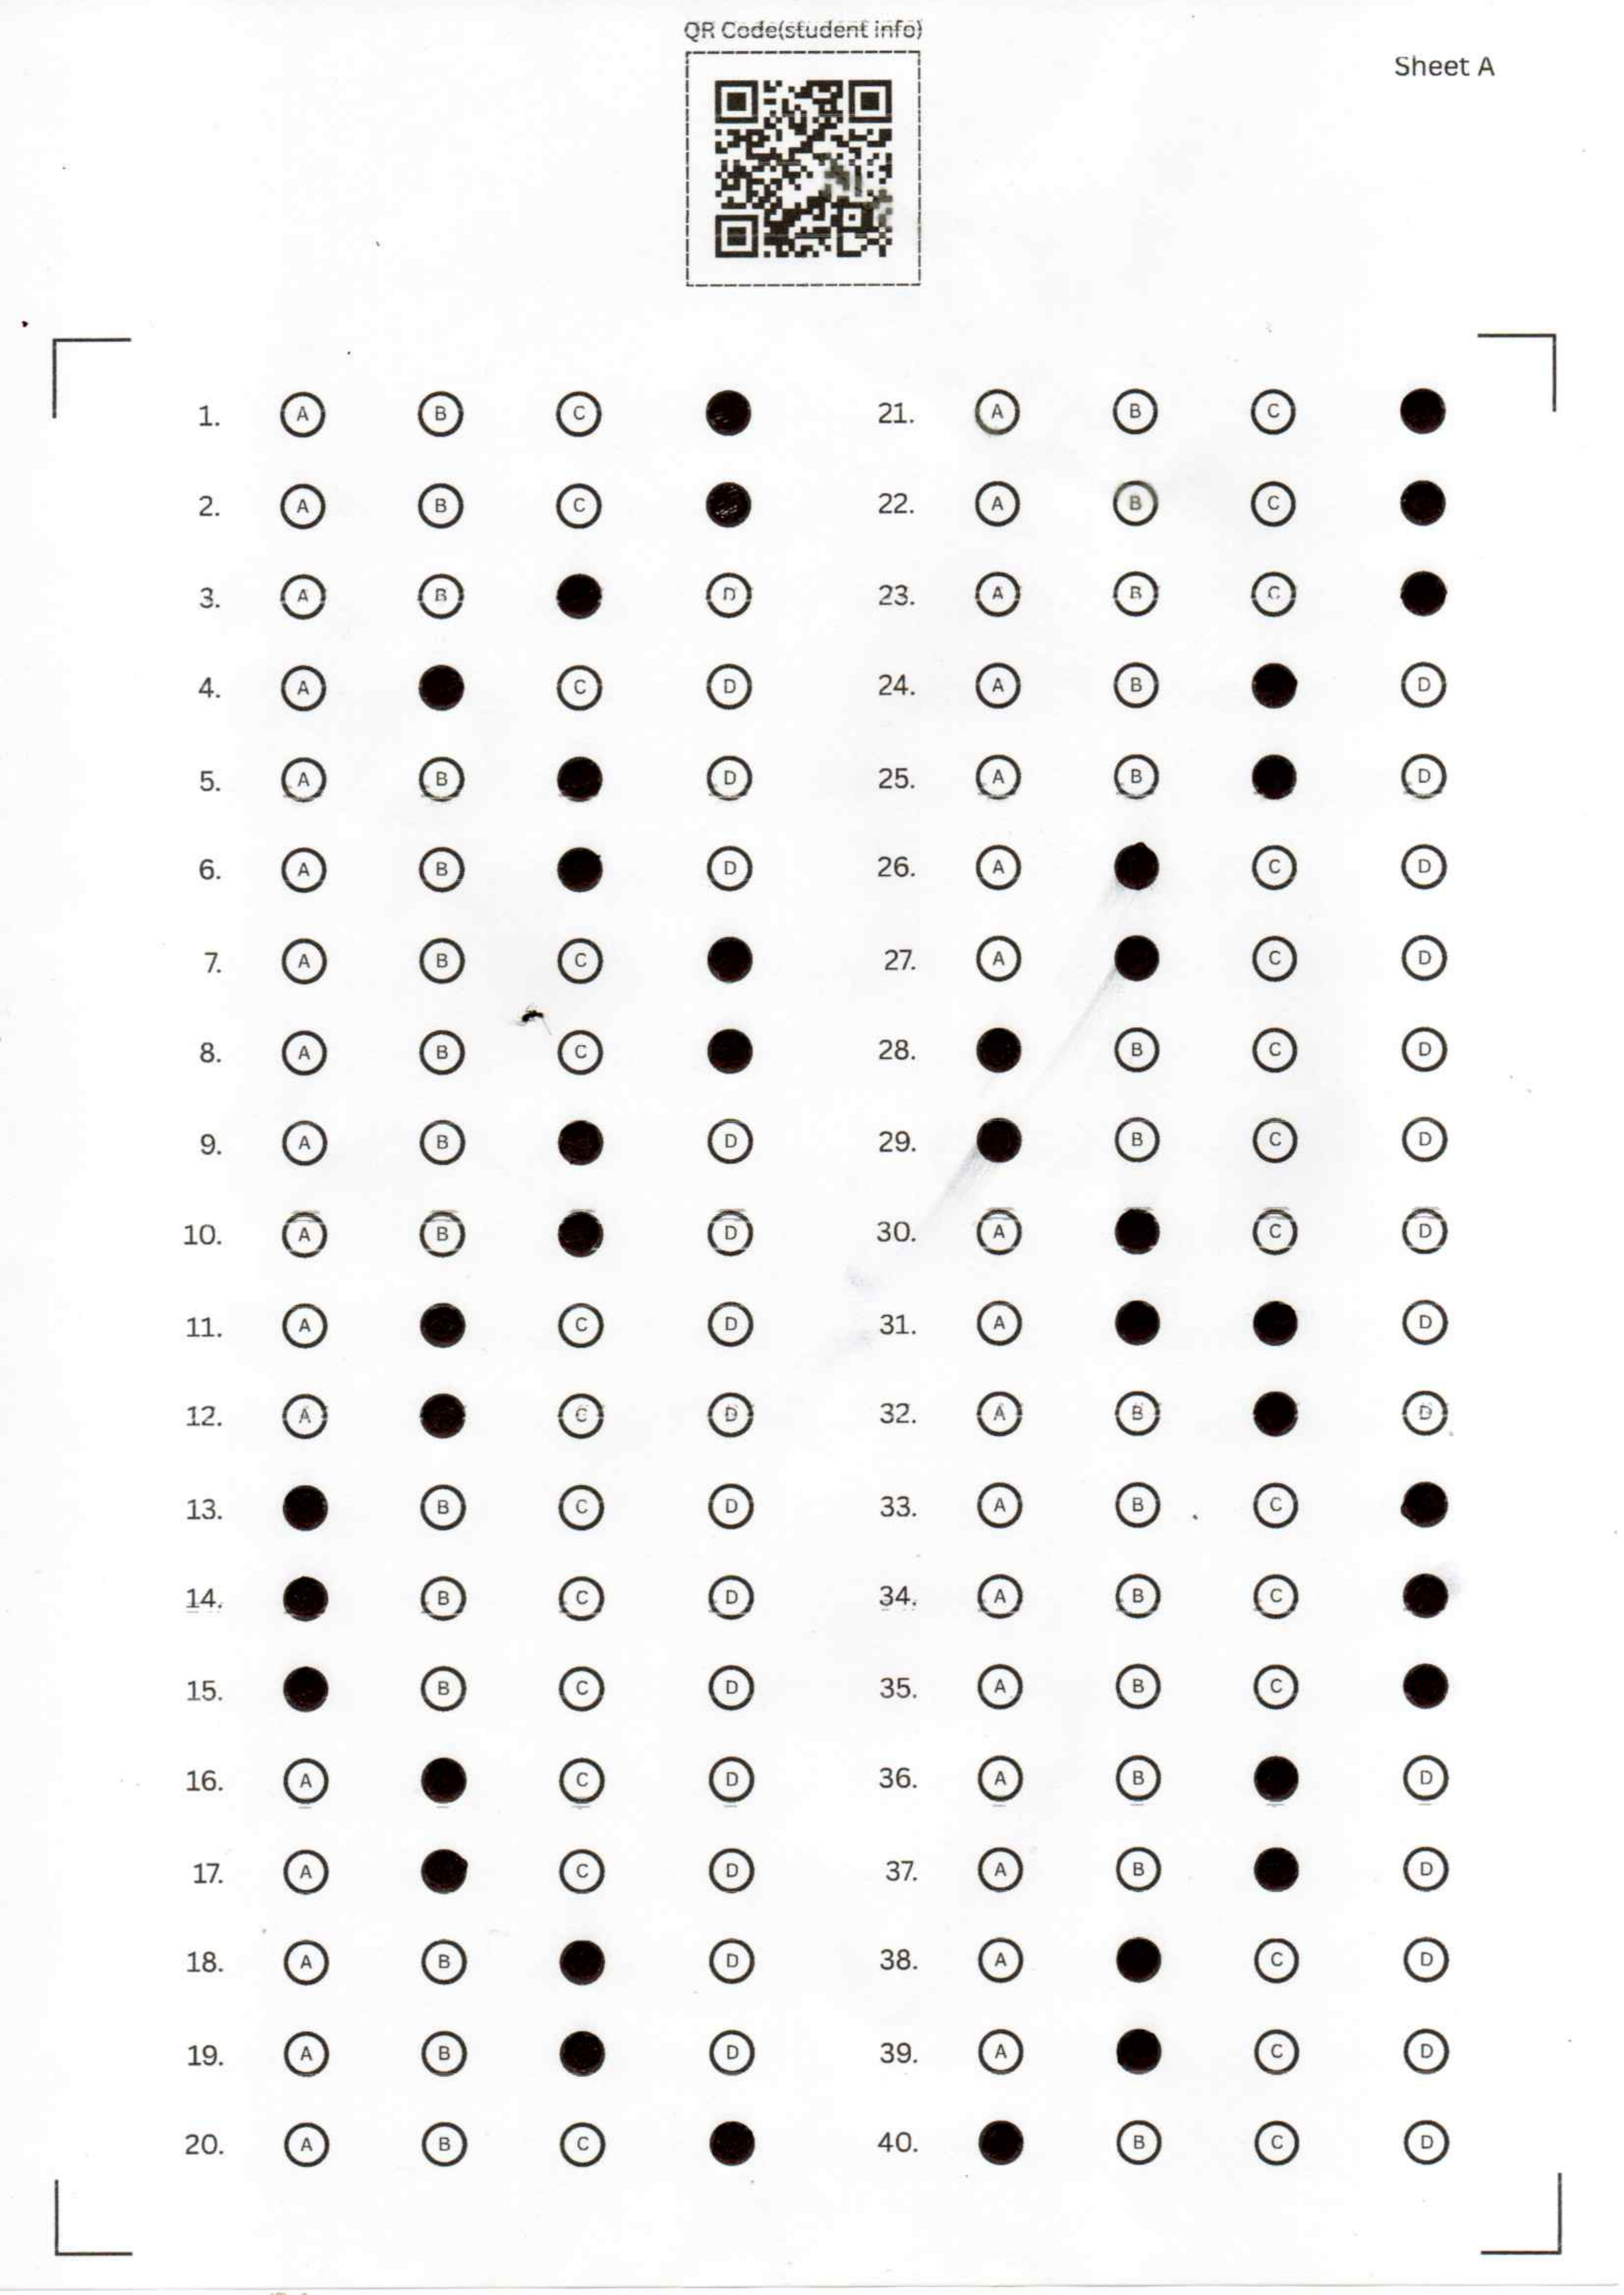 QR Code(student info)
Sheet A
1. A B C 21. A B C
2. A B C 22. A B C
3. A B D 23. A B C
4. A C D 24. A B D
5. A B D 25. A B D
6. A B D 26. A C D
7. A B C 27. A C D
8. A B C 28. B C D
9. A B D 29. B C D
10. A B D 30. A C D
11. A C D 31. A D
12. A C D 32. A B D
13. B C D 33. A B C
14. B C D 34. A B C
15. B C D 35. A B C
16. A C D 36. A B D
17. A C D 37. A B D
18. A B D 38. A C D
19. A B D 39. A C D
20. A B C 40. B C D